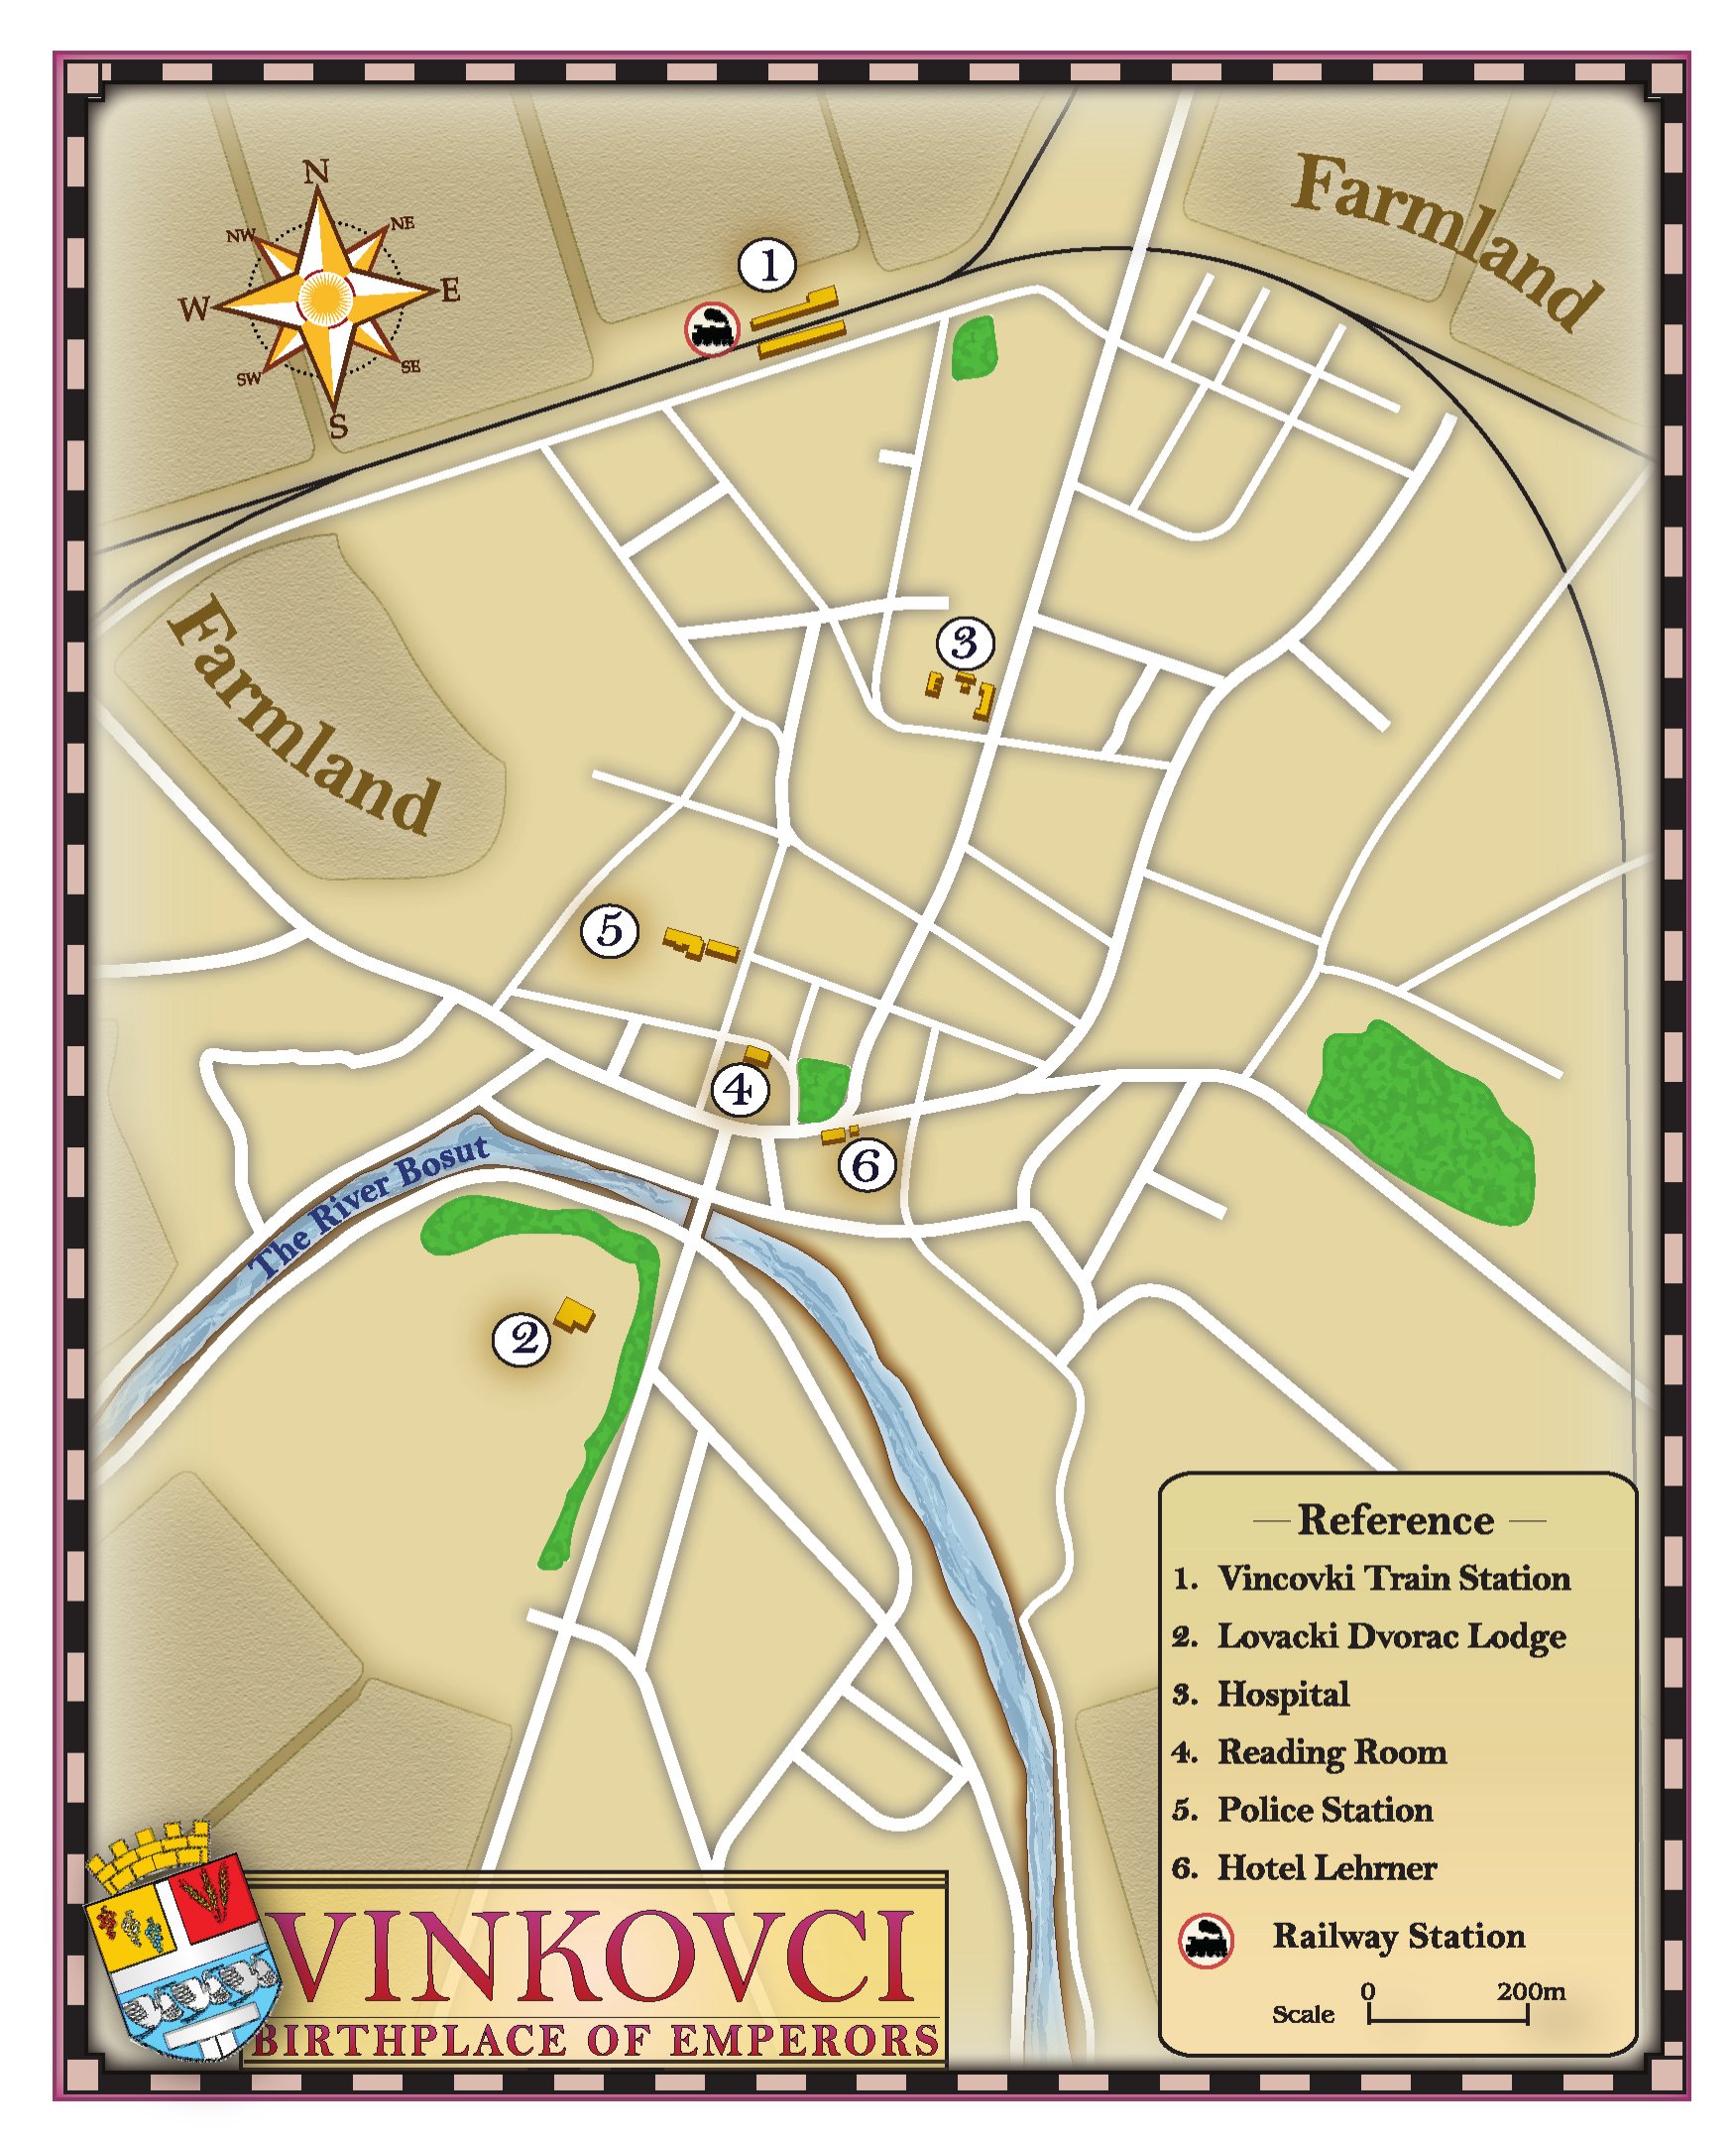 N
NW
NE
W
E
SW
SE
S
Farmland
1
3
Farmland
5
4
6
The River Bosut
2
Reference
1. Vincovki Train Station
2. Lovacki Dvorac Lodge
3. Hospital
4. Reading Room
5. Police Station
6. Hotel Lehrner
Railway Station
0 200m
Scale
VINKOVCI
BIRTHPLACE OF EMPERORS